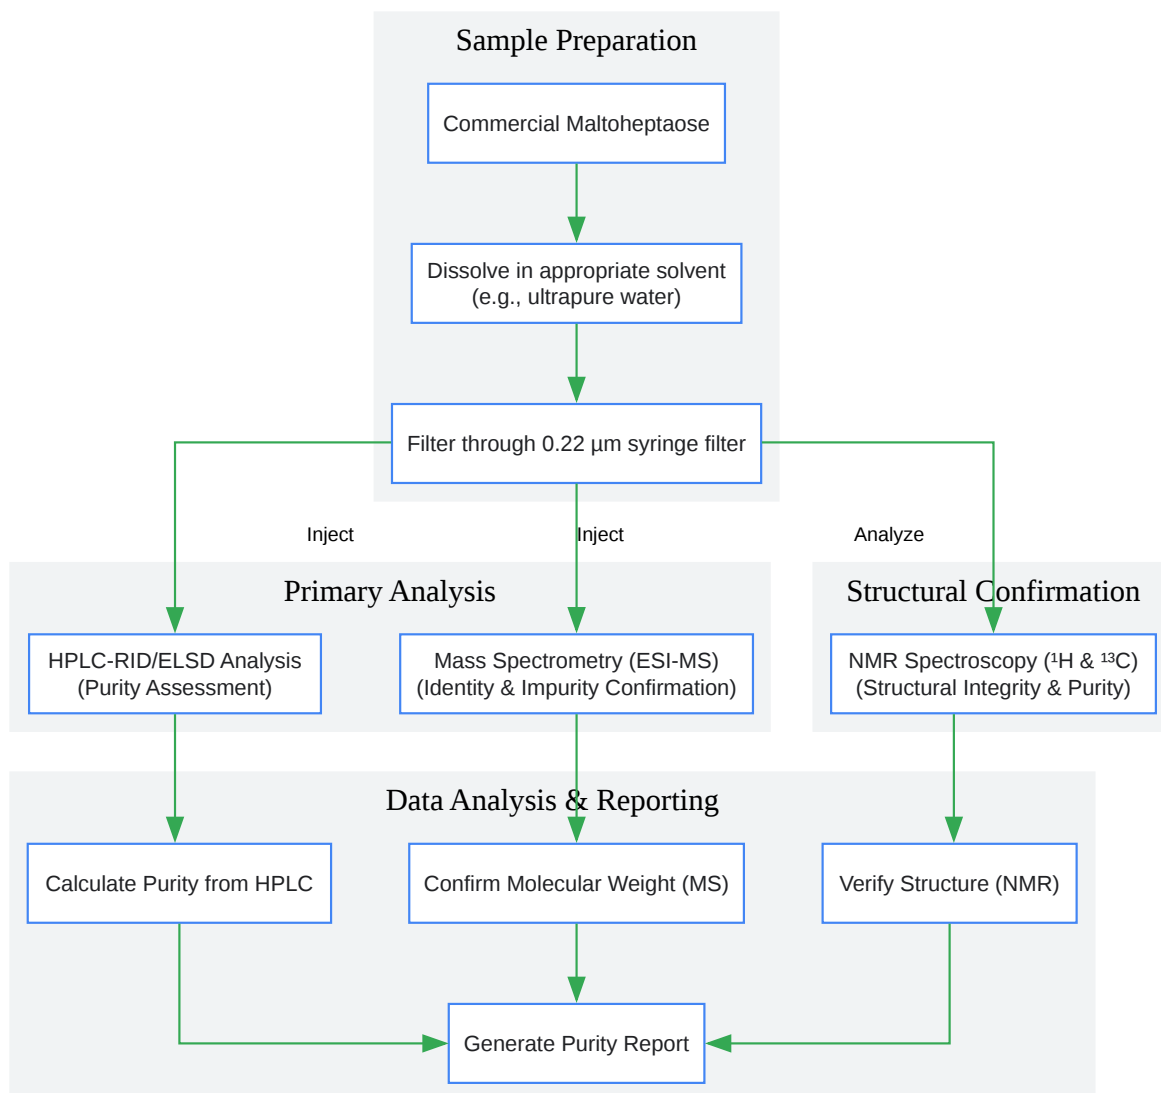 Sample Preparation
Commercial Maltoheptaose
Dissolve in appropriate solvent
(e.g., ultrapure water)
Filter through 0.22 µm syringe filter
Inject
Inject
Analyze
Primary Analysis
Structural Confirmation
HPLC-RID/ELSD Analysis
(Purity Assessment)
Mass Spectrometry (ESI-MS)
(Identity & Impurity Confirmation)
NMR Spectroscopy (¹H & ¹³C)
(Structural Integrity & Purity)
Data Analysis & Reporting
Calculate Purity from HPLC
Confirm Molecular Weight (MS)
Verify Structure (NMR)
Generate Purity Report